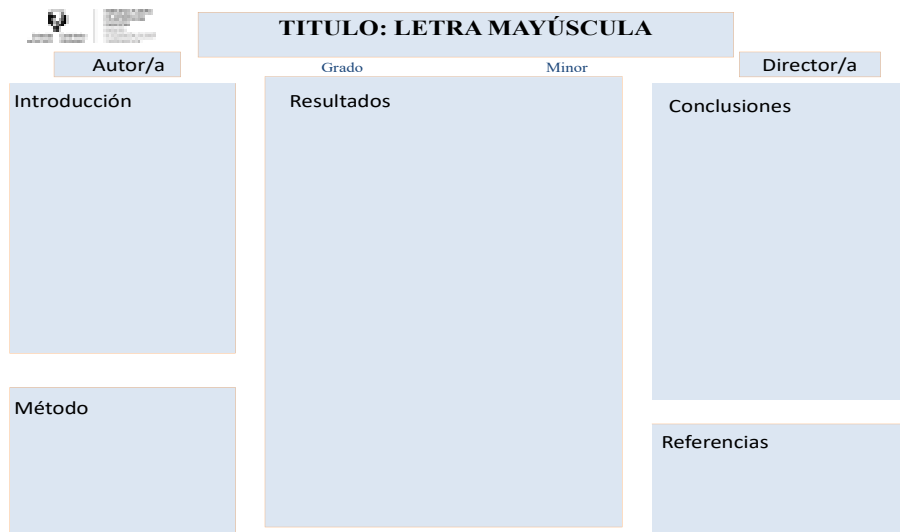 TITULO: LETRA MAYÚSCULA
Autor/a
Grado
Minor
Director/a
Introducción
Resultados
Conclusiones
Método
Referencias